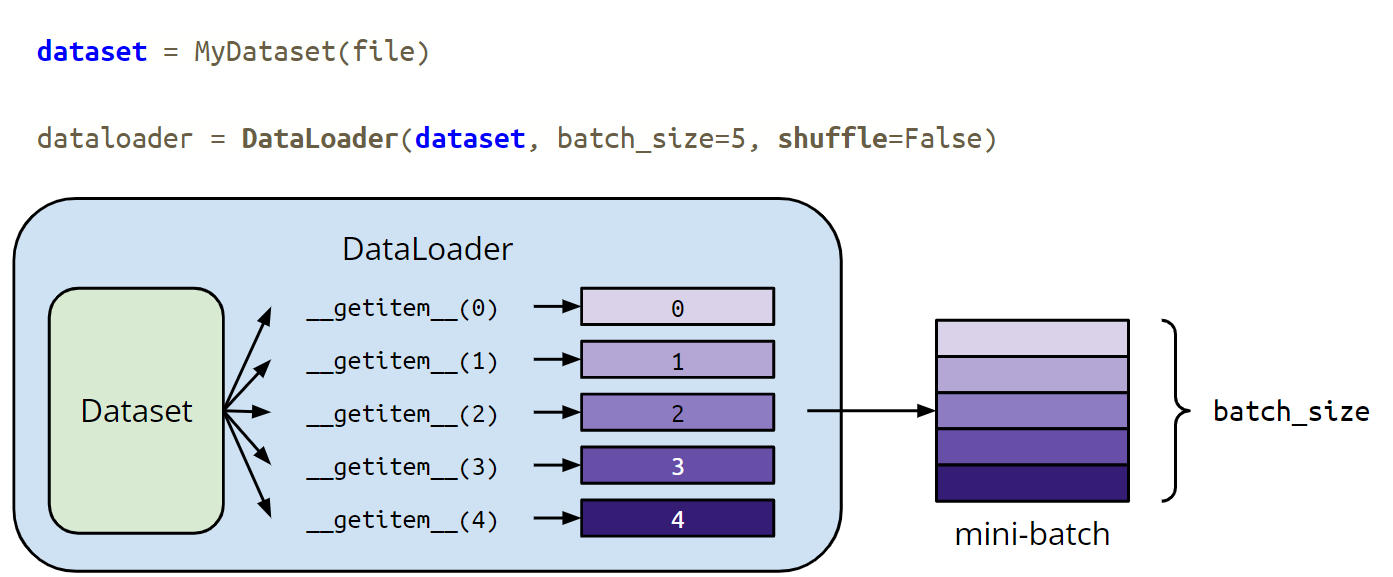 dataset = MyDataset(file)
dataloader = DataLoader(dataset, batch_size=5, shuffle=False)
DataLoader
Dataset
__getitem__(0)
0
__getitem__(1)
1
__getitem__(2)
2
__getitem__(3)
3
__getitem__(4)
4
mini-batch
batch_size